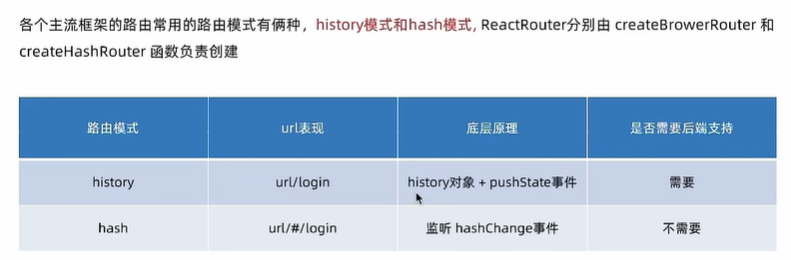 各个主流框架的路由常用的路由模式有俩种，history模式和hash模式, ReactRouter分别由 createBrowerRouter 和
createHashRouter 函数负责创建
路由模式 url表现 底层原理 是否需要后端支持
history url/login history对象 + pushState事件 需要
hash url/#/login 监听 hashChange事件 不需要